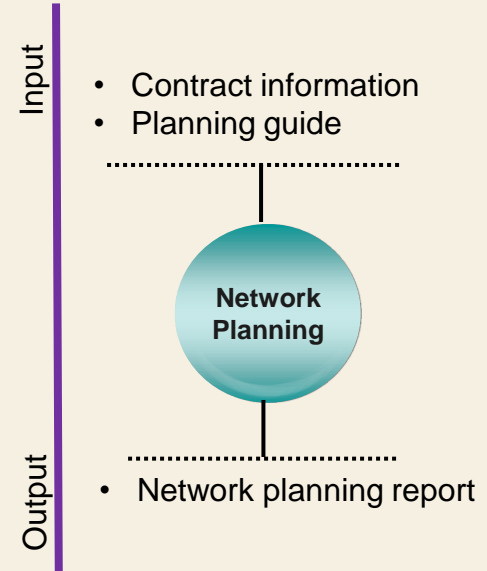 Input
• Contract information
• Planning guide
Network
Planning
Output
• Network planning report